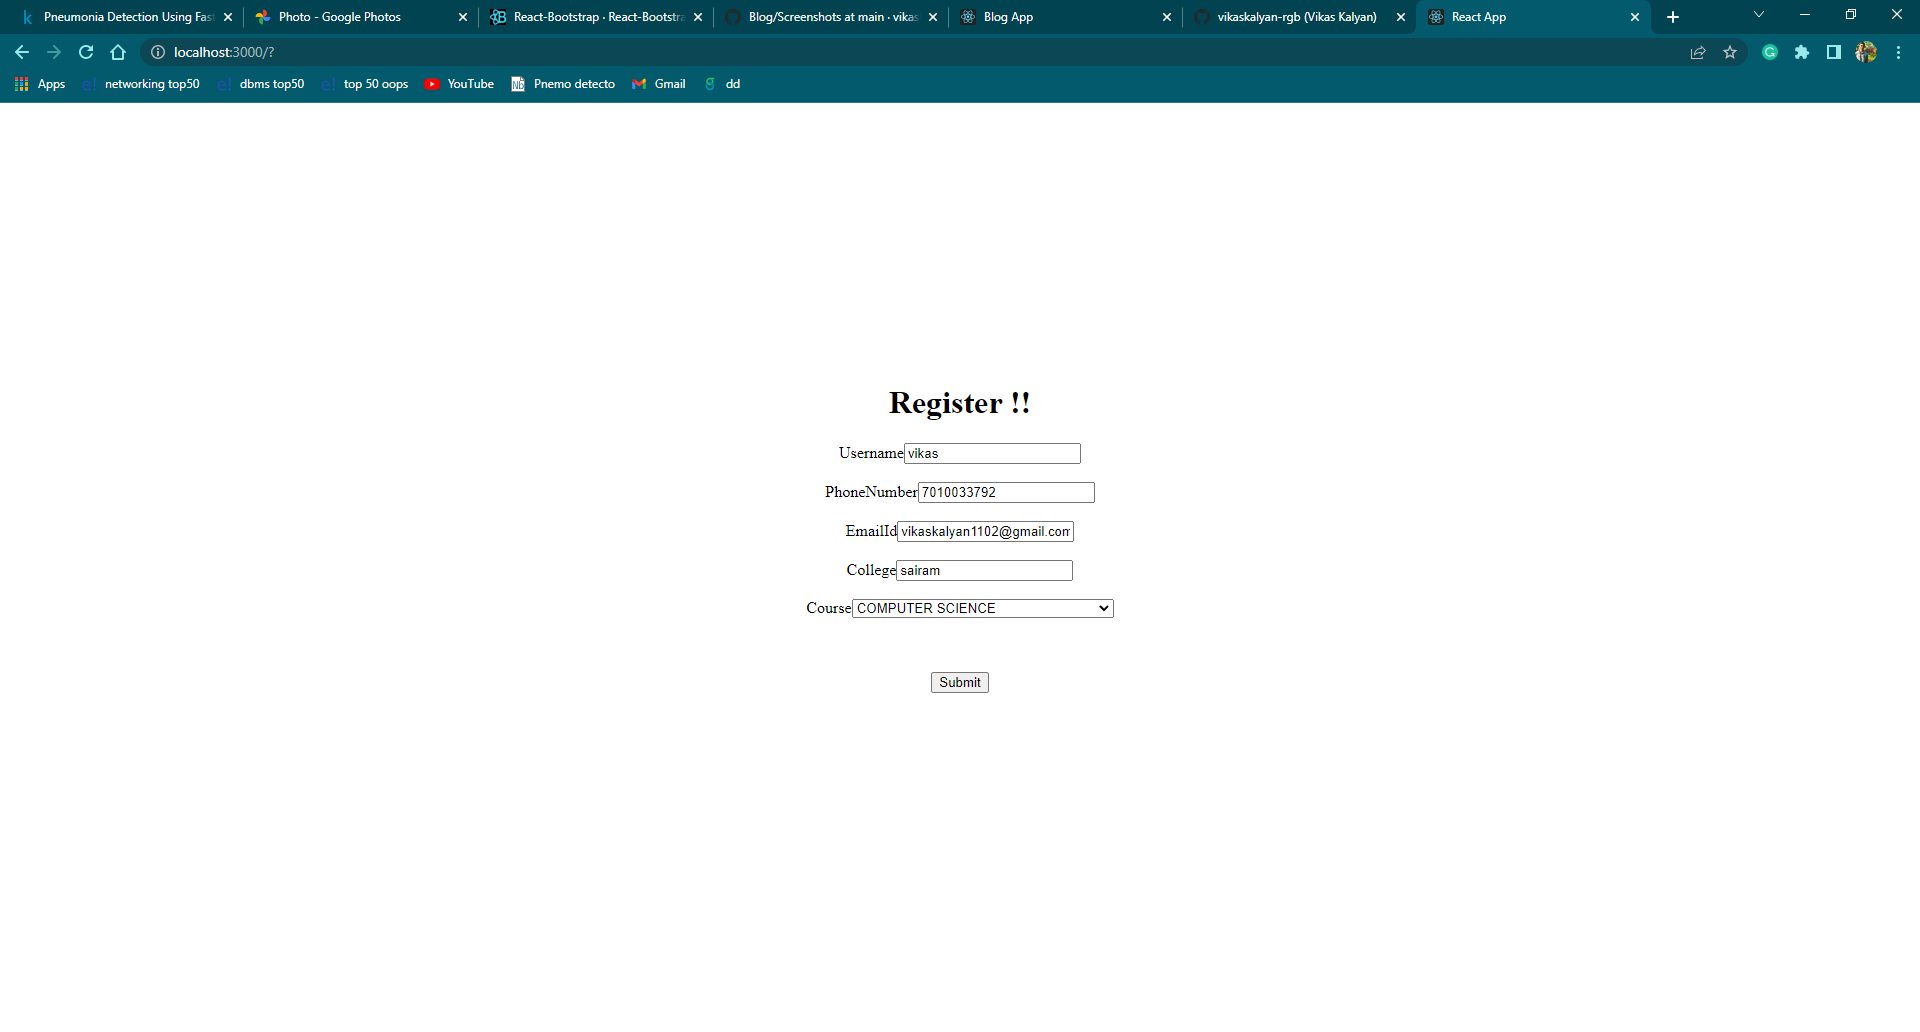 Pneumonia Detection Using Fas
Photo - Google Photos
React-Bootstrap · React-Bootstra
Blog/Screenshots at main · vikas
Blog App
vikaskalyan-rgb (Vikas Kalyan)
React App
localhost:3000/?
Apps
networking top50
dbms top50
top 50 oops
YouTube
Pnemo detecto
Gmail
dd
Register !!
Username vikas
PhoneNumber 7010033792
EmailId vikaskalyan1102@gmail.com
College sairam
Course COMPUTER SCIENCE
Submit